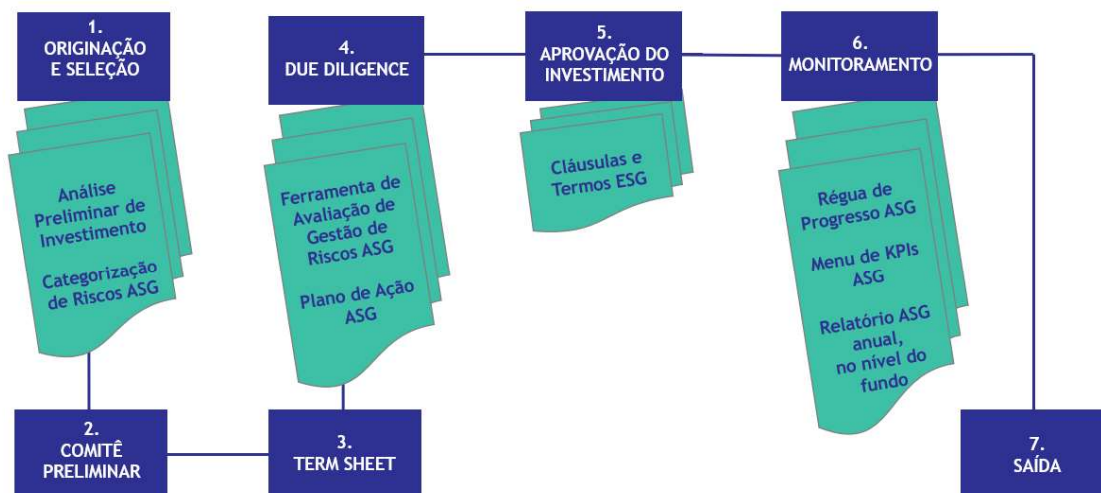 1.
ORIGINAÇÃO
E SELEÇÃO
Análise
Preliminar de
Investimento
Categorização
de Riscos ASG
2.
COMITÊ
PRELIMINAR
3.
TERM SHEET
4.
DUE DILIGENCE
Ferramenta de
Avaliação de
Gestão de
Riscos ASG
Plano de Ação
ASG
5.
APROVAÇÃO DO
INVESTIMENTO
Cláusulas e
Termos ESG
6.
MONITORAMENTO
Régua de
Progresso ASG
Menu de KPIs
ASG
Relatório ASG
anual,
no nível do
fundo
7.
SAÍDA